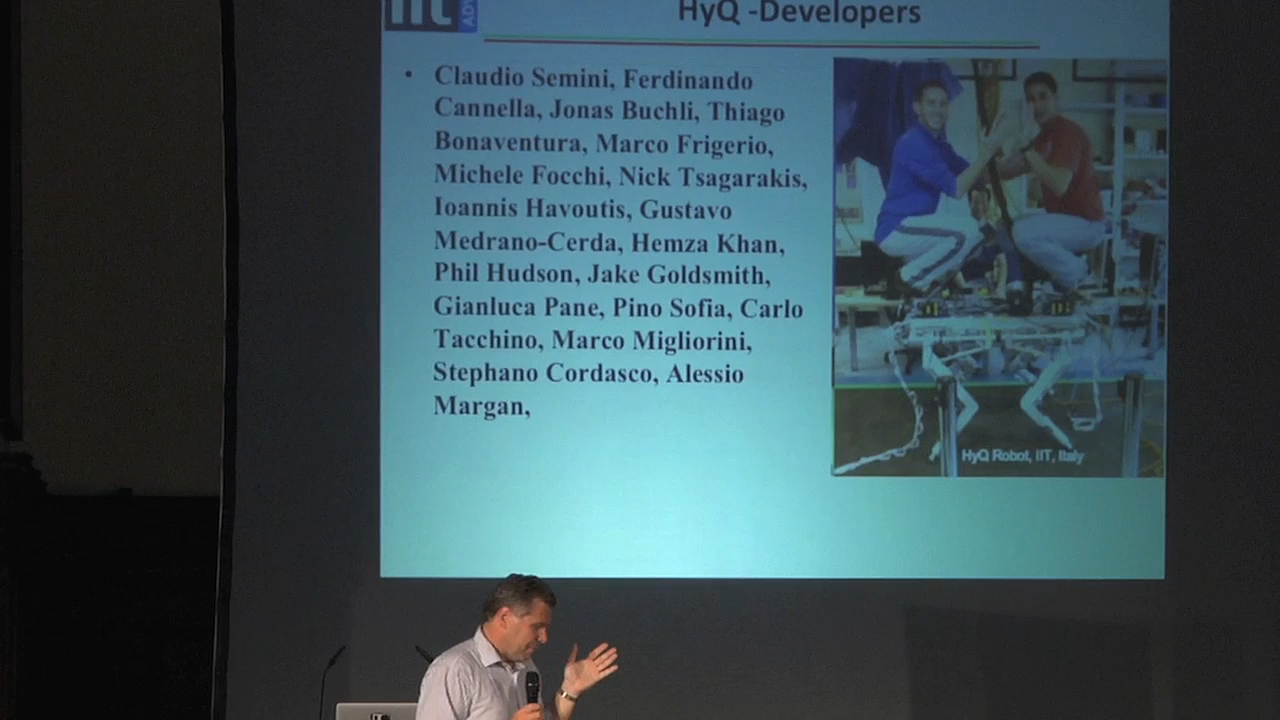 iit
ADV
HyQ -Developers
• Claudio Semini, Ferdinando
Cannella, Jonas Buchli, Thiago
Bonaventura, Marco Frigerio,
Michele Focchi, Nick Tsagarakis,
Ioannis Havoutis, Gustavo
Medrano-Cerda, Hemza Khan,
Phil Hudson, Jake Goldsmith,
Gianluca Pane, Pino Sofia, Carlo
Tacchino, Marco Migliorini,
Stephano Cordasco, Alessio
Margan,
HyQ Robot, IIT, Italy